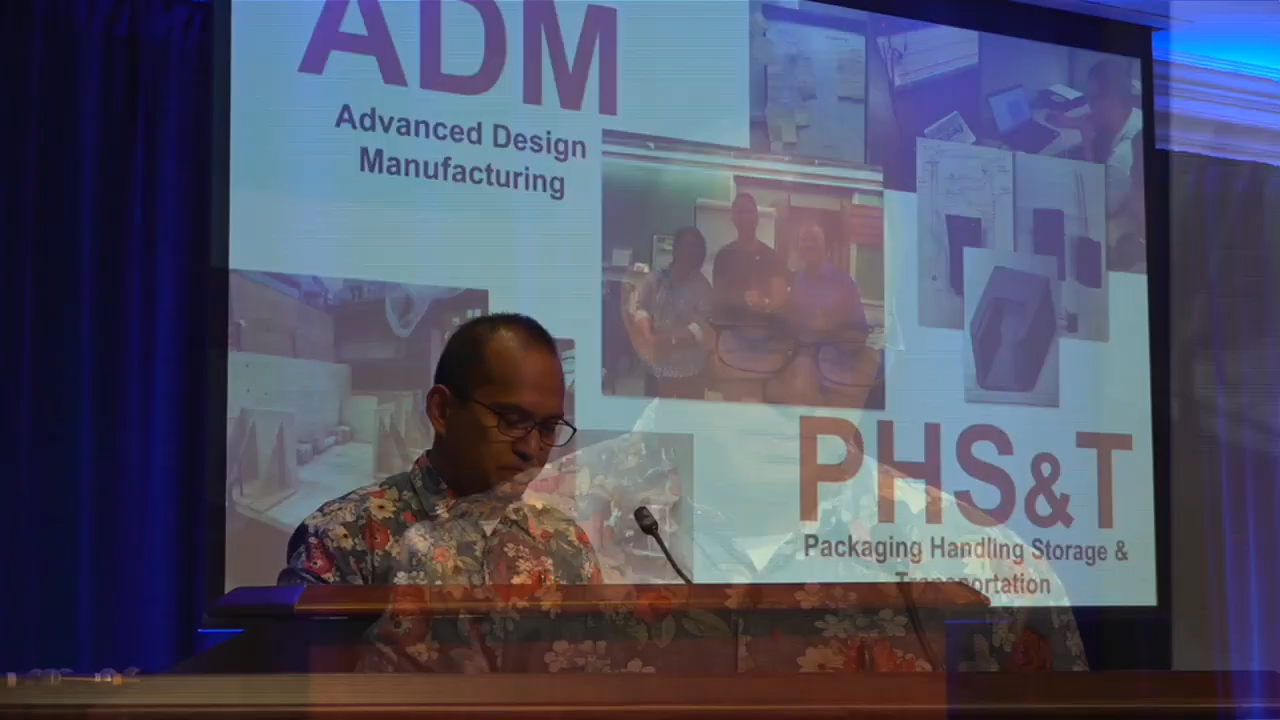 ADM
Advanced Design
Manufacturing
PHS&T
Packaging Handling Storage &
Transportation